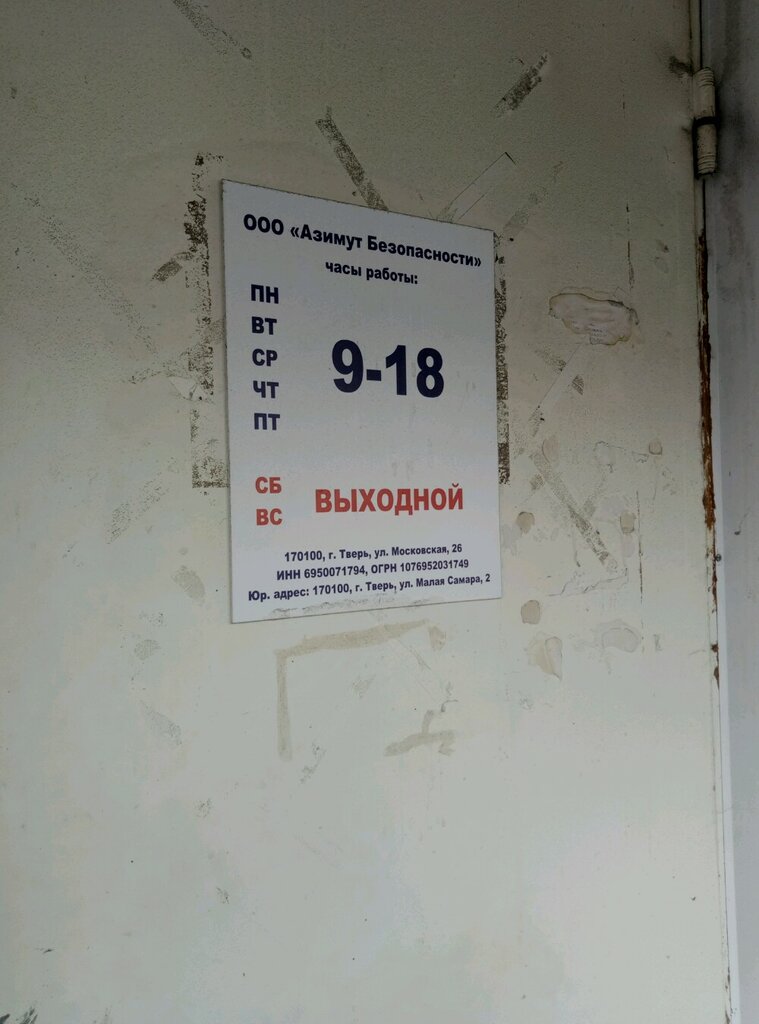 ООО «Азимут Безопасности»
часы работы:
ПН
ВТ
СР
ЧТ
ПТ
9-18
СБ
ВС
ВЫХОДНОЙ
170100, г. Тверь, ул. Московская, 26
ИНН 6950071794, ОГРН 1076952031749
Юр. адрес: 170100, г. Тверь, ул. Малая Самара, 2